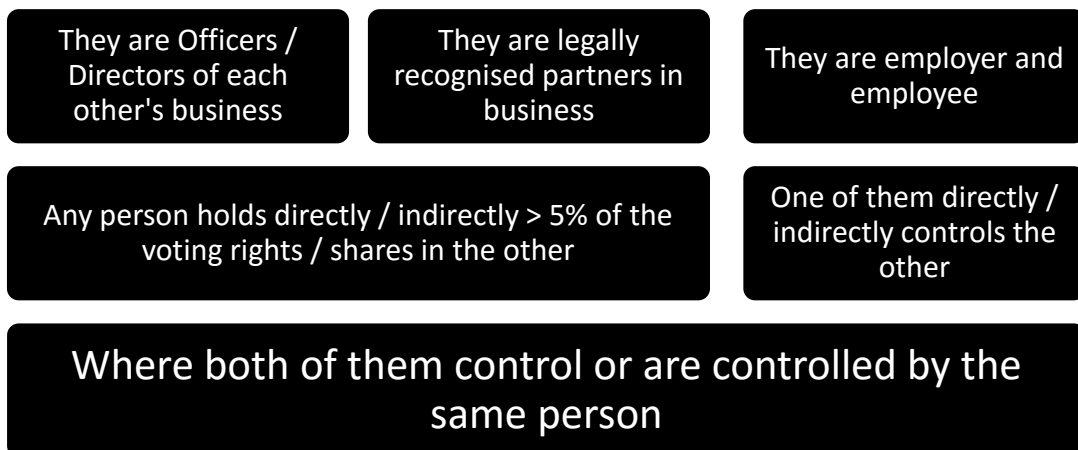 They are Officers /
Directors of each
other's business
They are legally
recognised partners in
business
They are employer and
employee
Any person holds directly / indirectly > 5% of the
voting rights / shares in the other
One of them directly /
indirectly controls the
other
Where both of them control or are controlled by the
same person